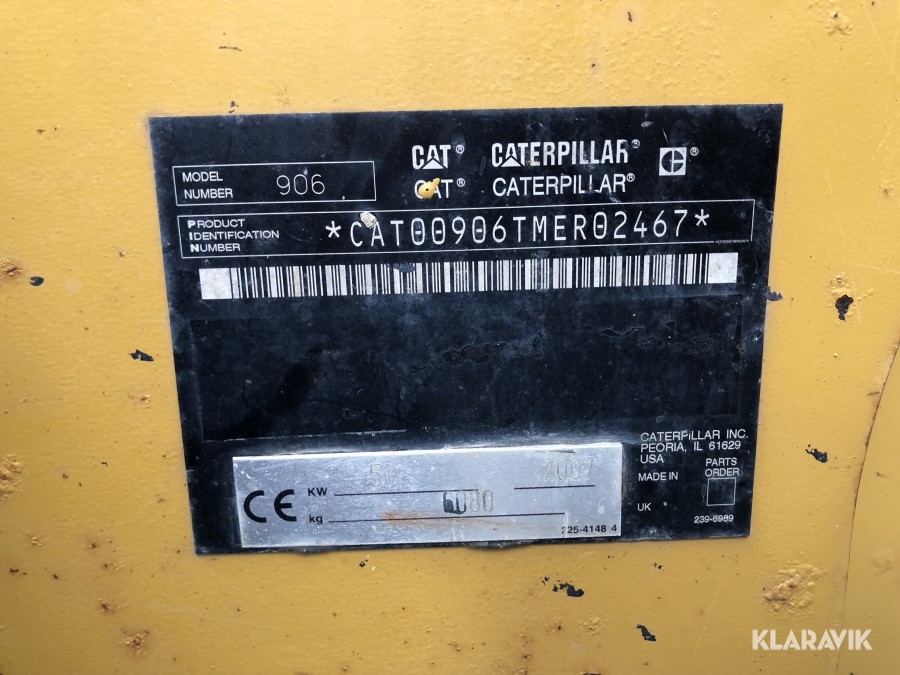 CAT® CATERPILLAR® ®
CAT® CATERPILLAR®
MODEL NUMBER 906
PRODUCT IDENTIFICATION NUMBER *CAT00906TMER02467*
CATERPILLAR INC.
PEORIA, IL 61629
USA
MADE IN
PARTS ORDER
UK
239-6989
CE KW 51 2007
kg 6080
225-4148 4
KLARAVIK